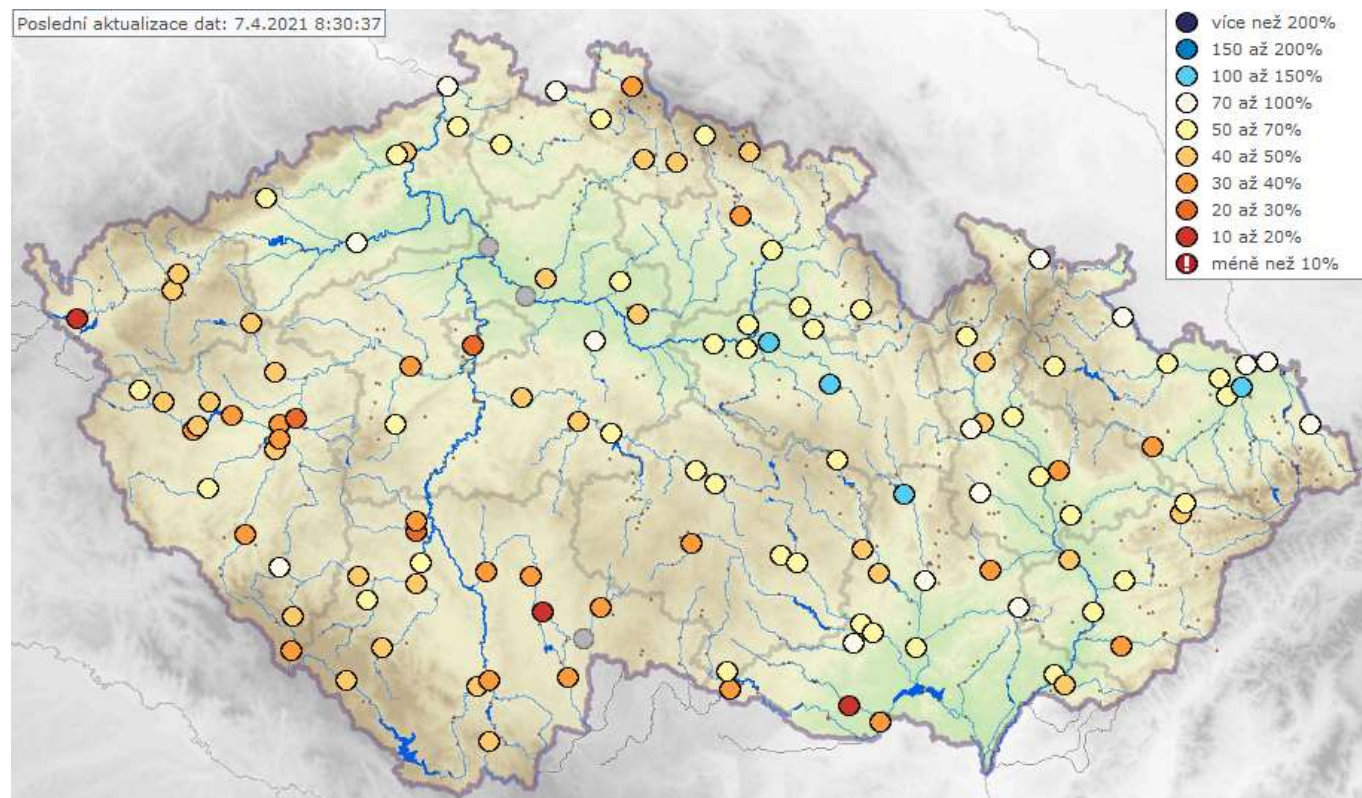 Poslední aktualizace dat: 7.4.2021 8:30:37
více než 200%
150 až 200%
100 až 150%
70 až 100%
50 až 70%
40 až 50%
30 až 40%
20 až 30%
10 až 20%
! méně než 10%